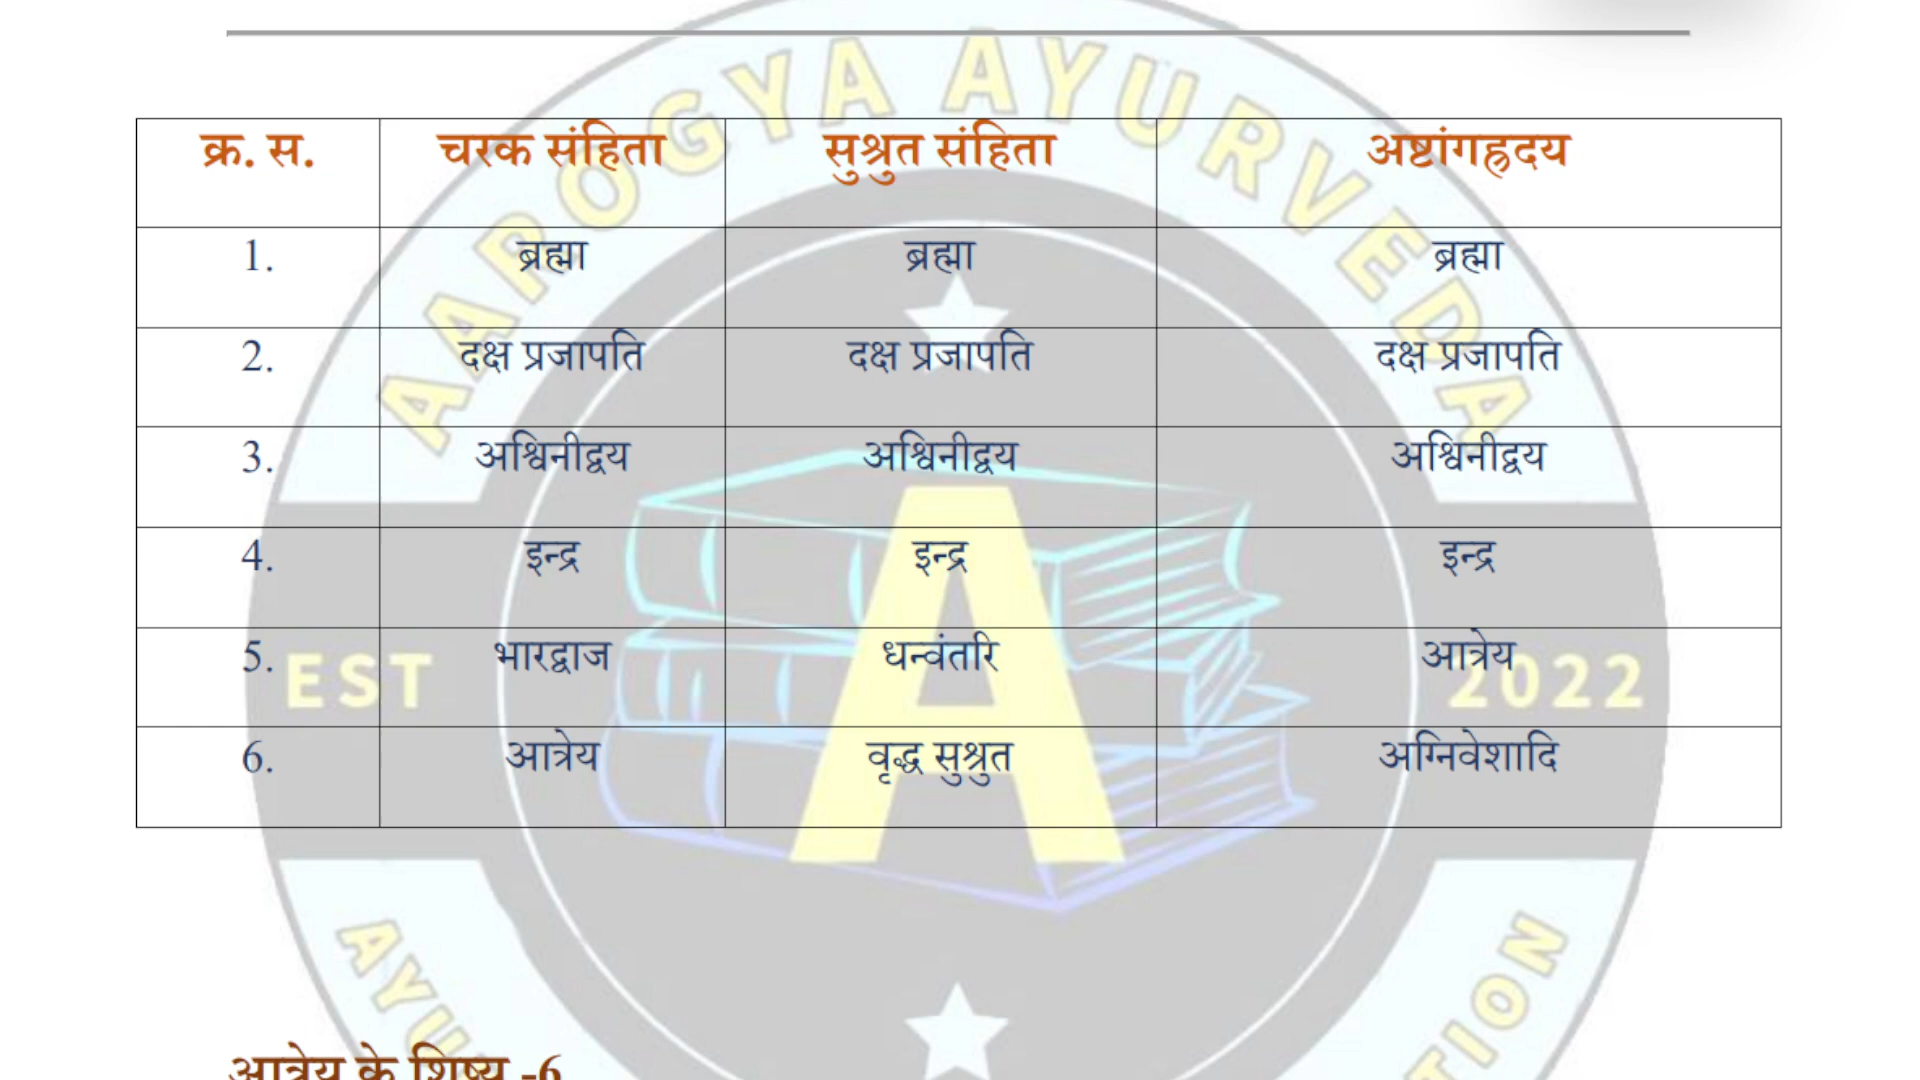 AAROGYA AYURVEDA
क्र. स. चरक संहिता सुश्रुत संहिता अष्टांगह्रदय
1. ब्रह्मा ब्रह्मा ब्रह्मा
2. दक्ष प्रजापति दक्ष प्रजापति दक्ष प्रजापति
3. अश्विनीद्वय अश्विनीद्वय अश्विनीद्वय
4. इन्द्र इन्द्र इन्द्र
5. भारद्वाज धन्वंतरि आत्रेय
EST A 2022
6. आत्रेय वृद्ध सुश्रुत अग्निवेशादि
आत्रेय के शिष्य -6